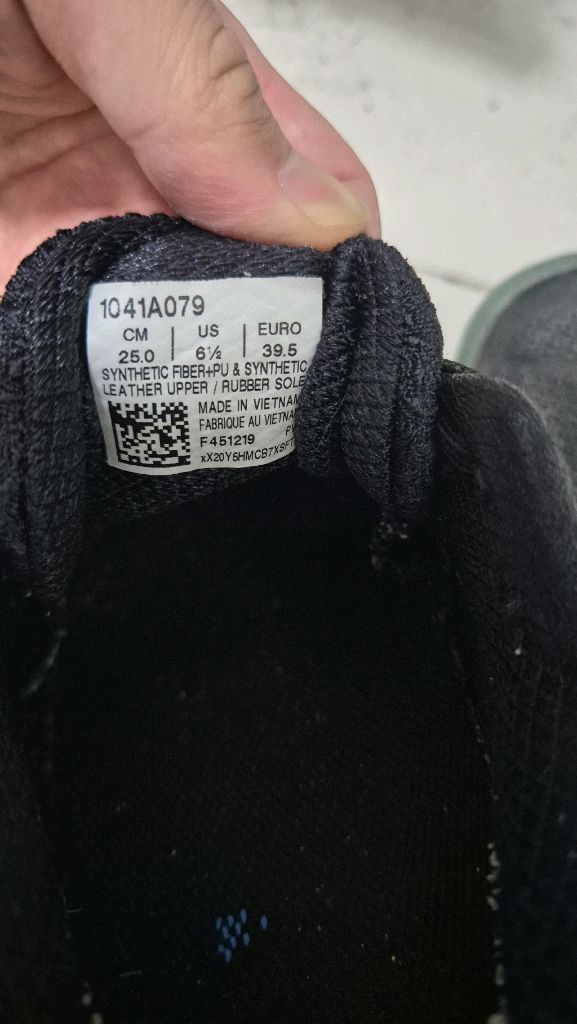 1041A079
CM | US | EURO
25.0 | 6½ | 39.5
SYNTHETIC FIBER+PU & SYNTHETIC
LEATHER UPPER / RUBBER SOLE
MADE IN VIETNAM
FABRIQUE AU VIETNAM
F451219